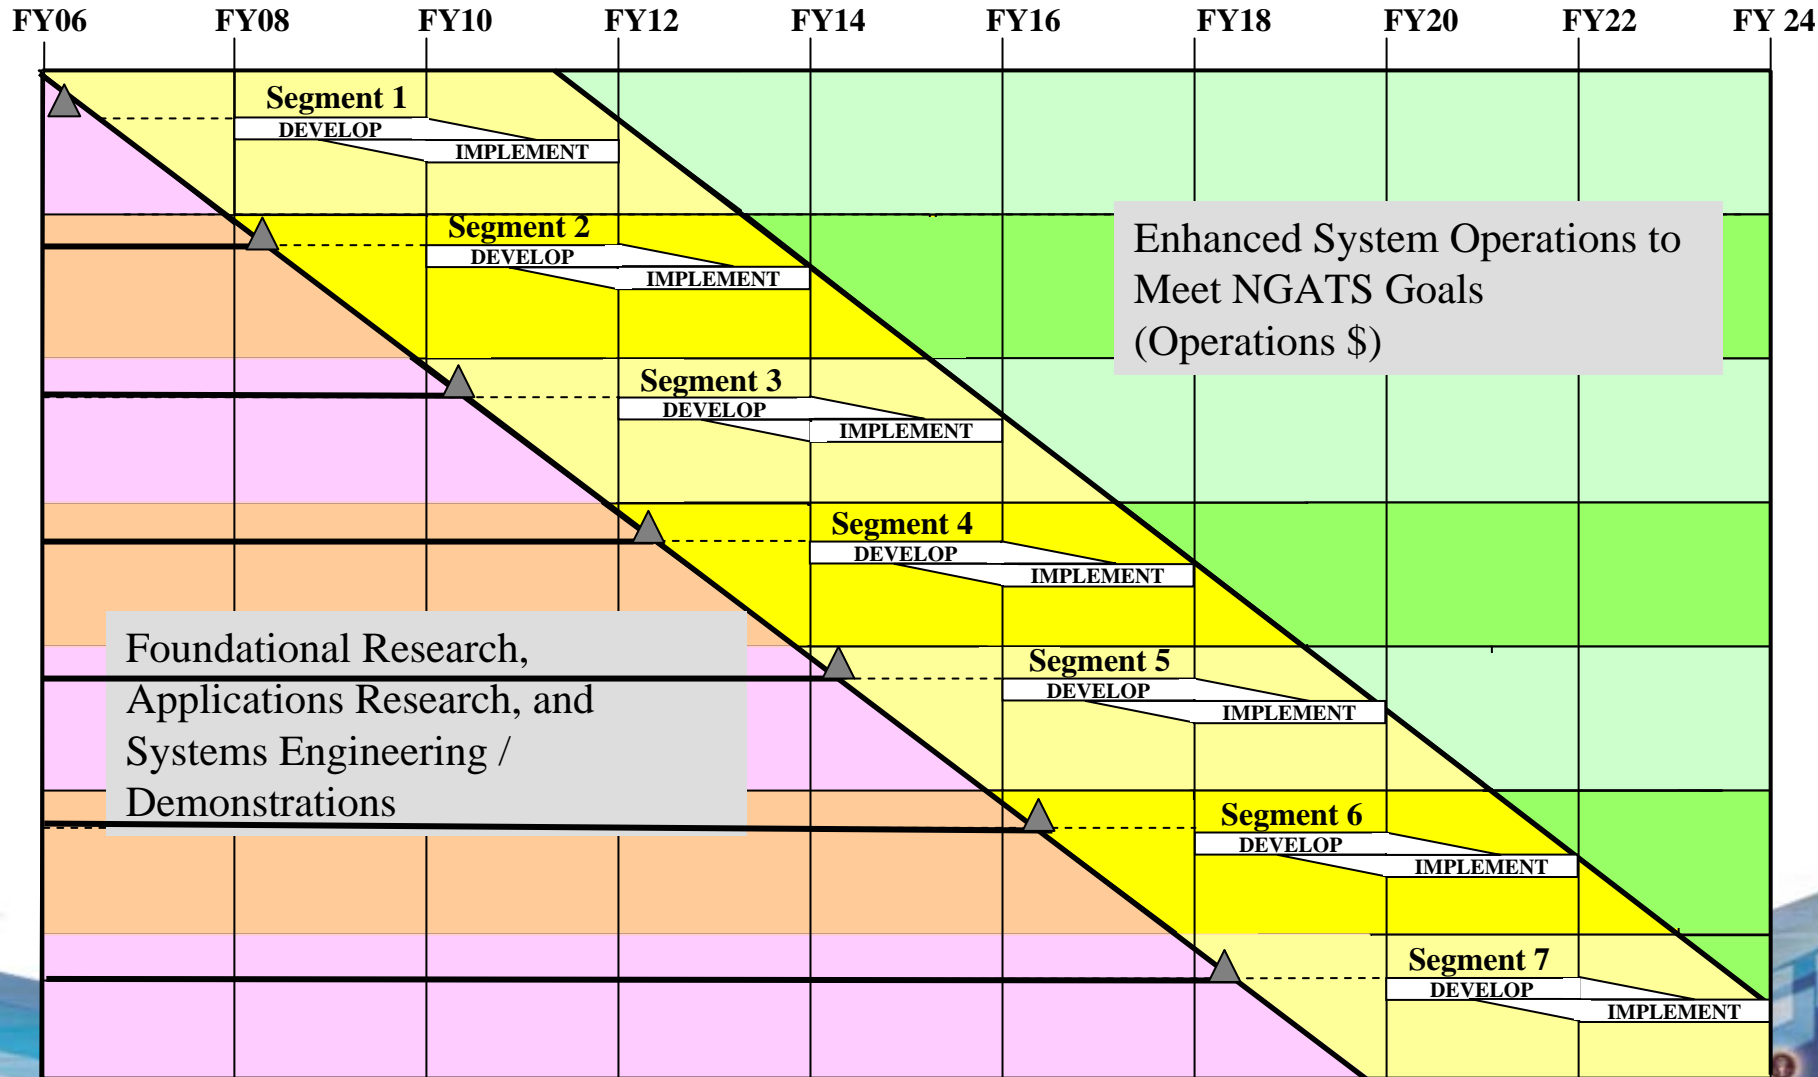 FY06 FY08 FY10 FY12 FY14 FY16 FY18 FY20 FY22 FY 24
Segment 1
DEVELOP
IMPLEMENT
Segment 2
DEVELOP
IMPLEMENT
Enhanced System Operations to
Meet NGATS Goals
(Operations $)
Segment 3
DEVELOP
IMPLEMENT
Segment 4
DEVELOP
IMPLEMENT
Foundational Research,
Applications Research, and
Systems Engineering /
Demonstrations
Segment 5
DEVELOP
IMPLEMENT
Segment 6
DEVELOP
IMPLEMENT
Segment 7
DEVELOP
IMPLEMENT